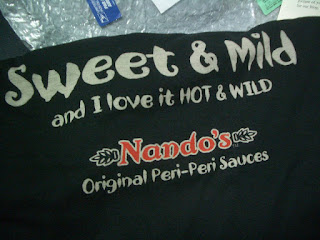 Sweet & Mild
and I love it HOT & WILD
Nando's
Original Peri-Peri Sauces